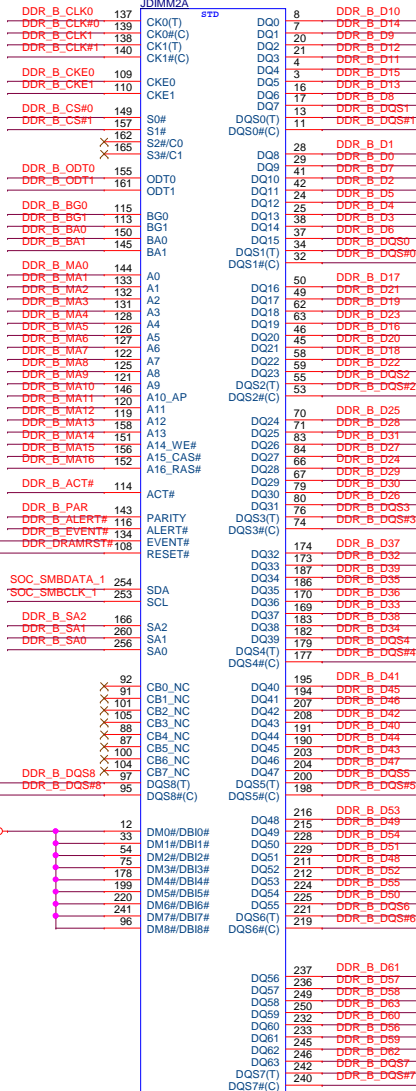 JDIMM2A
STD
DDR_B_CLK0 137 CK0(T)
DDR_B_CLK#0 139 CK0#(C)
DDR_B_CLK1 138 CK1(T)
DDR_B_CLK#1 140 CK1#(C)
DDR_B_CKE0 109 CKE0
DDR_B_CKE1 110 CKE1
DDR_B_CS#0 149 S0#
DDR_B_CS#1 157 S1#
162 S2#/C0
165 S3#/C1
DDR_B_ODT0 155 ODT0
DDR_B_ODT1 161 ODT1
DDR_B_BG0 115 BG0
DDR_B_BG1 113 BG1
DDR_B_BA0 150 BA0
DDR_B_BA1 145 BA1
DDR_B_MA0 144 A0
DDR_B_MA1 133 A1
DDR_B_MA2 132 A2
DDR_B_MA3 131 A3
DDR_B_MA4 128 A4
DDR_B_MA5 126 A5
DDR_B_MA6 127 A6
DDR_B_MA7 122 A7
DDR_B_MA8 125 A8
DDR_B_MA9 121 A9
DDR_B_MA10 146 A10_AP
DDR_B_MA11 120 A11
DDR_B_MA12 119 A12
DDR_B_MA13 158 A13
DDR_B_MA14 151 A14_WE#
DDR_B_MA15 156 A15_CAS#
DDR_B_MA16 152 A16_RAS#
DDR_B_ACT# 114 ACT#
DDR_B_PAR 143 PARITY
DDR_B_ALERT# 116 ALERT#
DDR_B_EVENT# 134 EVENT#
DDR_DRAMRST# 108 RESET#
SOC_SMBDATA_1 254 SDA
SOC_SMBCLK_1 253 SCL
DDR_B_SA2 166 SA2
DDR_B_SA1 260 SA1
DDR_B_SA0 256 SA0
92 CB0_NC
91 CB1_NC
101 CB2_NC
105 CB3_NC
88 CB4_NC
87 CB5_NC
100 CB6_NC
104 CB7_NC
DDR_B_DQS8 97 DQS8(T)
DDR_B_DQS#8 95 DQS8#(C)
12 DM0#/DBI0#
33 DM1#/DBI1#
54 DM2#/DBI2#
75 DM3#/DBI3#
178 DM4#/DBI4#
199 DM5#/DBI5#
220 DM6#/DBI6#
241 DM7#/DBI7#
96 DM8#/DBI8#
DQ0 8 DDR_B_D10
DQ1 7 DDR_B_D14
DQ2 20 DDR_B_D9
DQ3 21 DDR_B_D12
DQ4 4 DDR_B_D11
DQ5 3 DDR_B_D15
DQ6 16 DDR_B_D13
DQ7 17 DDR_B_D8
DQS0(T) 13 DDR_B_DQS1
DQS0#(C) 11 DDR_B_DQS#1
DQ8 28 DDR_B_D1
DQ9 29 DDR_B_D0
DQ10 41 DDR_B_D7
DQ11 42 DDR_B_D2
DQ12 24 DDR_B_D5
DQ13 25 DDR_B_D4
DQ14 38 DDR_B_D3
DQ15 37 DDR_B_D6
DQS1(T) 34 DDR_B_DQS0
DQS1#(C) 32 DDR_B_DQS#0
DQ16 50 DDR_B_D17
DQ17 49 DDR_B_D21
DQ18 62 DDR_B_D19
DQ19 63 DDR_B_D23
DQ20 46 DDR_B_D16
DQ21 45 DDR_B_D20
DQ22 58 DDR_B_D18
DQ23 59 DDR_B_D22
DQS2(T) 55 DDR_B_DQS2
DQS2#(C) 53 DDR_B_DQS#2
DQ24 70 DDR_B_D25
DQ25 71 DDR_B_D28
DQ26 83 DDR_B_D31
DQ27 84 DDR_B_D27
DQ28 66 DDR_B_D24
DQ29 67 DDR_B_D29
DQ30 79 DDR_B_D30
DQ31 80 DDR_B_D26
DQS3(T) 76 DDR_B_DQS3
DQS3#(C) 74 DDR_B_DQS#3
DQ32 174 DDR_B_D37
DQ33 173 DDR_B_D32
DQ34 187 DDR_B_D39
DQ35 186 DDR_B_D35
DQ36 170 DDR_B_D36
DQ37 169 DDR_B_D33
DQ38 183 DDR_B_D38
DQ39 182 DDR_B_D34
DQS4(T) 179 DDR_B_DQS4
DQS4#(C) 177 DDR_B_DQS#4
DQ40 195 DDR_B_D41
DQ41 194 DDR_B_D45
DQ42 207 DDR_B_D46
DQ43 208 DDR_B_D42
DQ44 191 DDR_B_D40
DQ45 190 DDR_B_D44
DQ46 203 DDR_B_D43
DQ47 204 DDR_B_D47
DQS5(T) 200 DDR_B_DQS5
DQS5#(C) 198 DDR_B_DQS#5
DQ48 216 DDR_B_D53
DQ49 215 DDR_B_D49
DQ50 228 DDR_B_D54
DQ51 229 DDR_B_D51
DQ52 211 DDR_B_D48
DQ53 212 DDR_B_D52
DQ54 224 DDR_B_D55
DQ55 225 DDR_B_D50
DQS6(T) 221 DDR_B_DQS6
DQS6#(C) 219 DDR_B_DQS#6
DQ56 237 DDR_B_D61
DQ57 236 DDR_B_D57
DQ58 249 DDR_B_D58
DQ59 250 DDR_B_D63
DQ60 232 DDR_B_D60
DQ61 233 DDR_B_D56
DQ62 245 DDR_B_D59
DQ63 246 DDR_B_D62
DQS7(T) 242 DDR_B_DQS7
DQS7#(C) 240 DDR_B_DQS#7